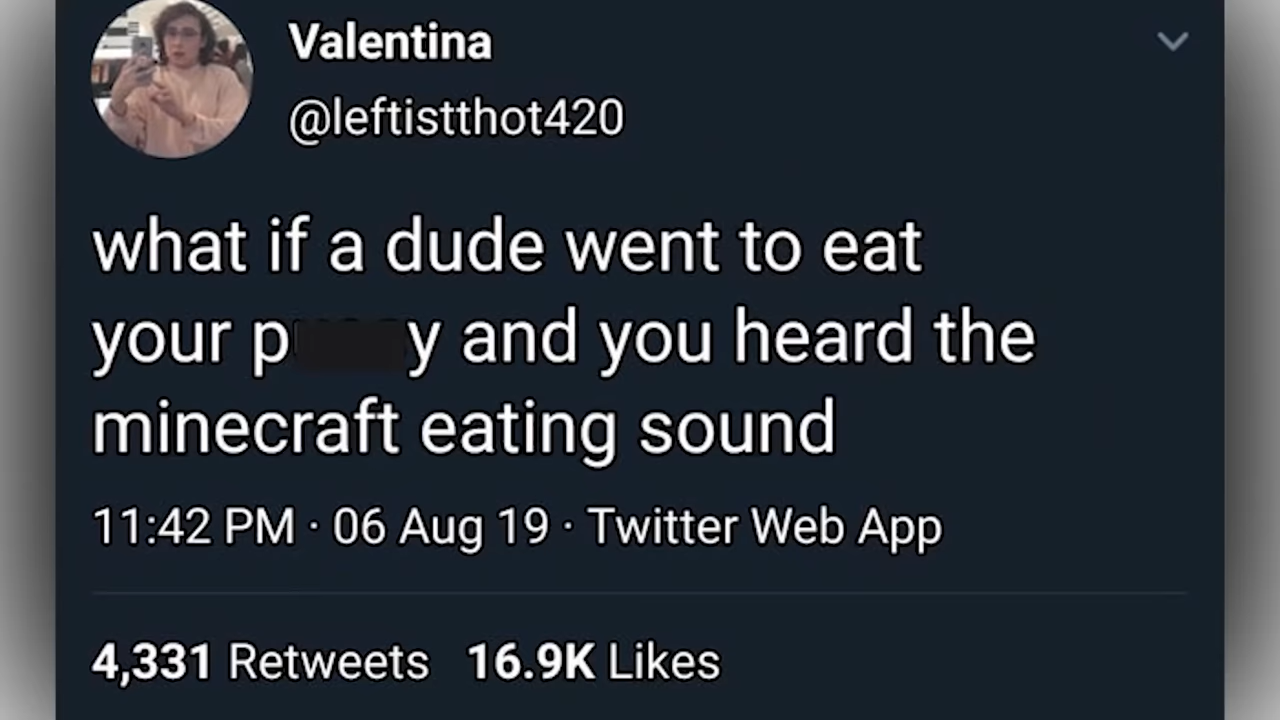 Valentina
@leftistthot420
what if a dude went to eat
your p y and you heard the
minecraft eating sound
11:42 PM · 06 Aug 19 · Twitter Web App
4,331 Retweets 16.9K Likes